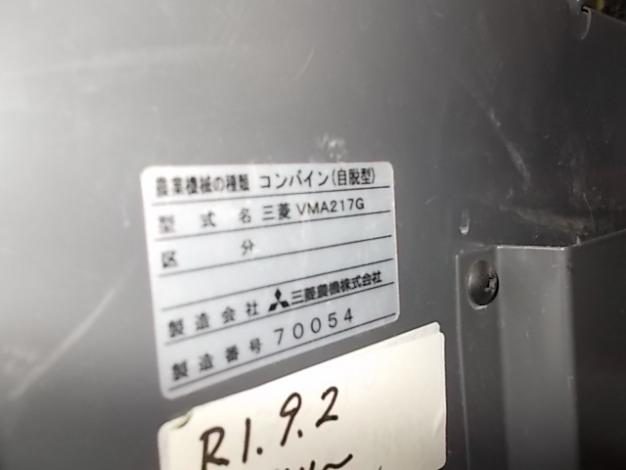 農業機械の種類 コンバイン(自脱型)
型式名 三菱 VMA217G
区分
製造会社 三菱農機株式会社
製造番号 70054
R1.9.2